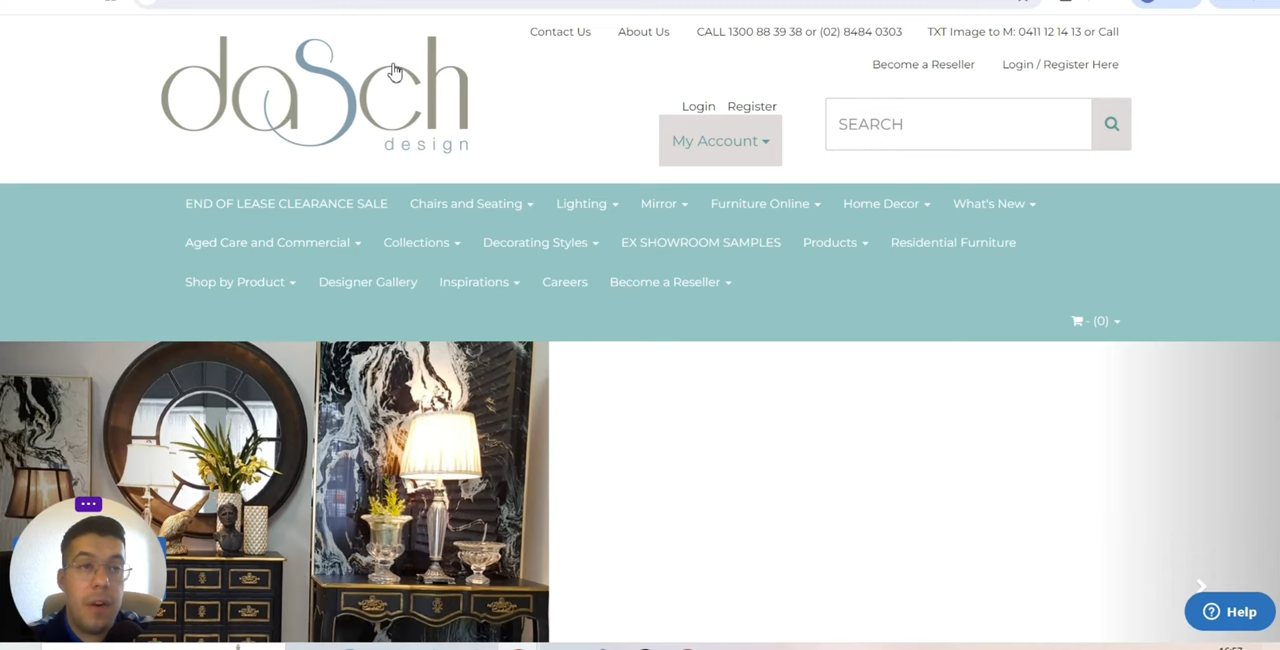 Contact Us About Us CALL 1300 88 39 38 or (02) 8484 0303 TXT Image to M: 0411 12 14 13 or Call
Become a Reseller Login / Register Here
dasch
design
Login Register
My Account
SEARCH
END OF LEASE CLEARANCE SALE Chairs and Seating Lighting Mirror Furniture Online Home Decor What's New
Aged Care and Commercial Collections Decorating Styles EX SHOWROOM SAMPLES Products Residential Furniture
Shop by Product Designer Gallery Inspirations Careers Become a Reseller
- (0)
Help